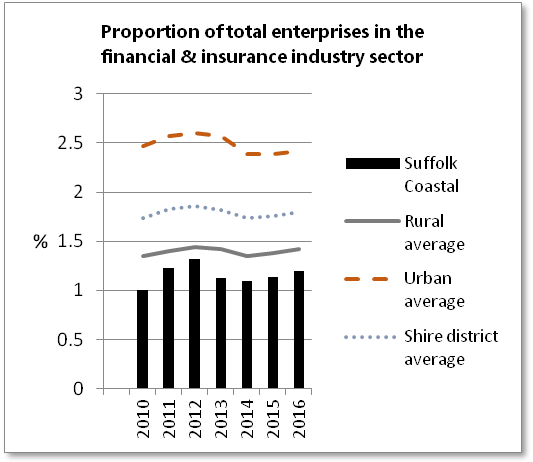 Proportion of total enterprises in the
financial & insurance industry sector
3
2.5
2
1.5
1
0.5
0
%
2010
2011
2012
2013
2014
2015
2016
Suffolk
Coastal
Rural
average
Urban
average
Shire district
average